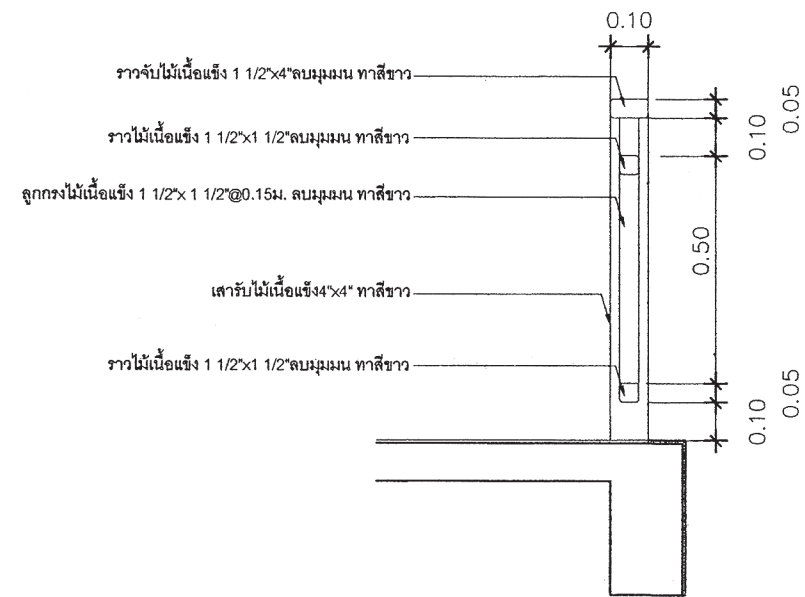 0.10
ราวจับไม้เนื้อแข็ง 1 1/2"x4"ลบมุมมน ทาสีขาว
0.05
0.10
ราวไม้เนื้อแข็ง 1 1/2"x1 1/2"ลบมุมมน ทาสีขาว
ลูกกรงไม้เนื้อแข็ง 1 1/2"x 1 1/2"@0.15ม. ลบมุมมน ทาสีขาว
0.50
เสารับไม้เนื้อแข็ง4"x4" ทาสีขาว
ราวไม้เนื้อแข็ง 1 1/2"x1 1/2"ลบมุมมน ทาสีขาว
0.05
0.10